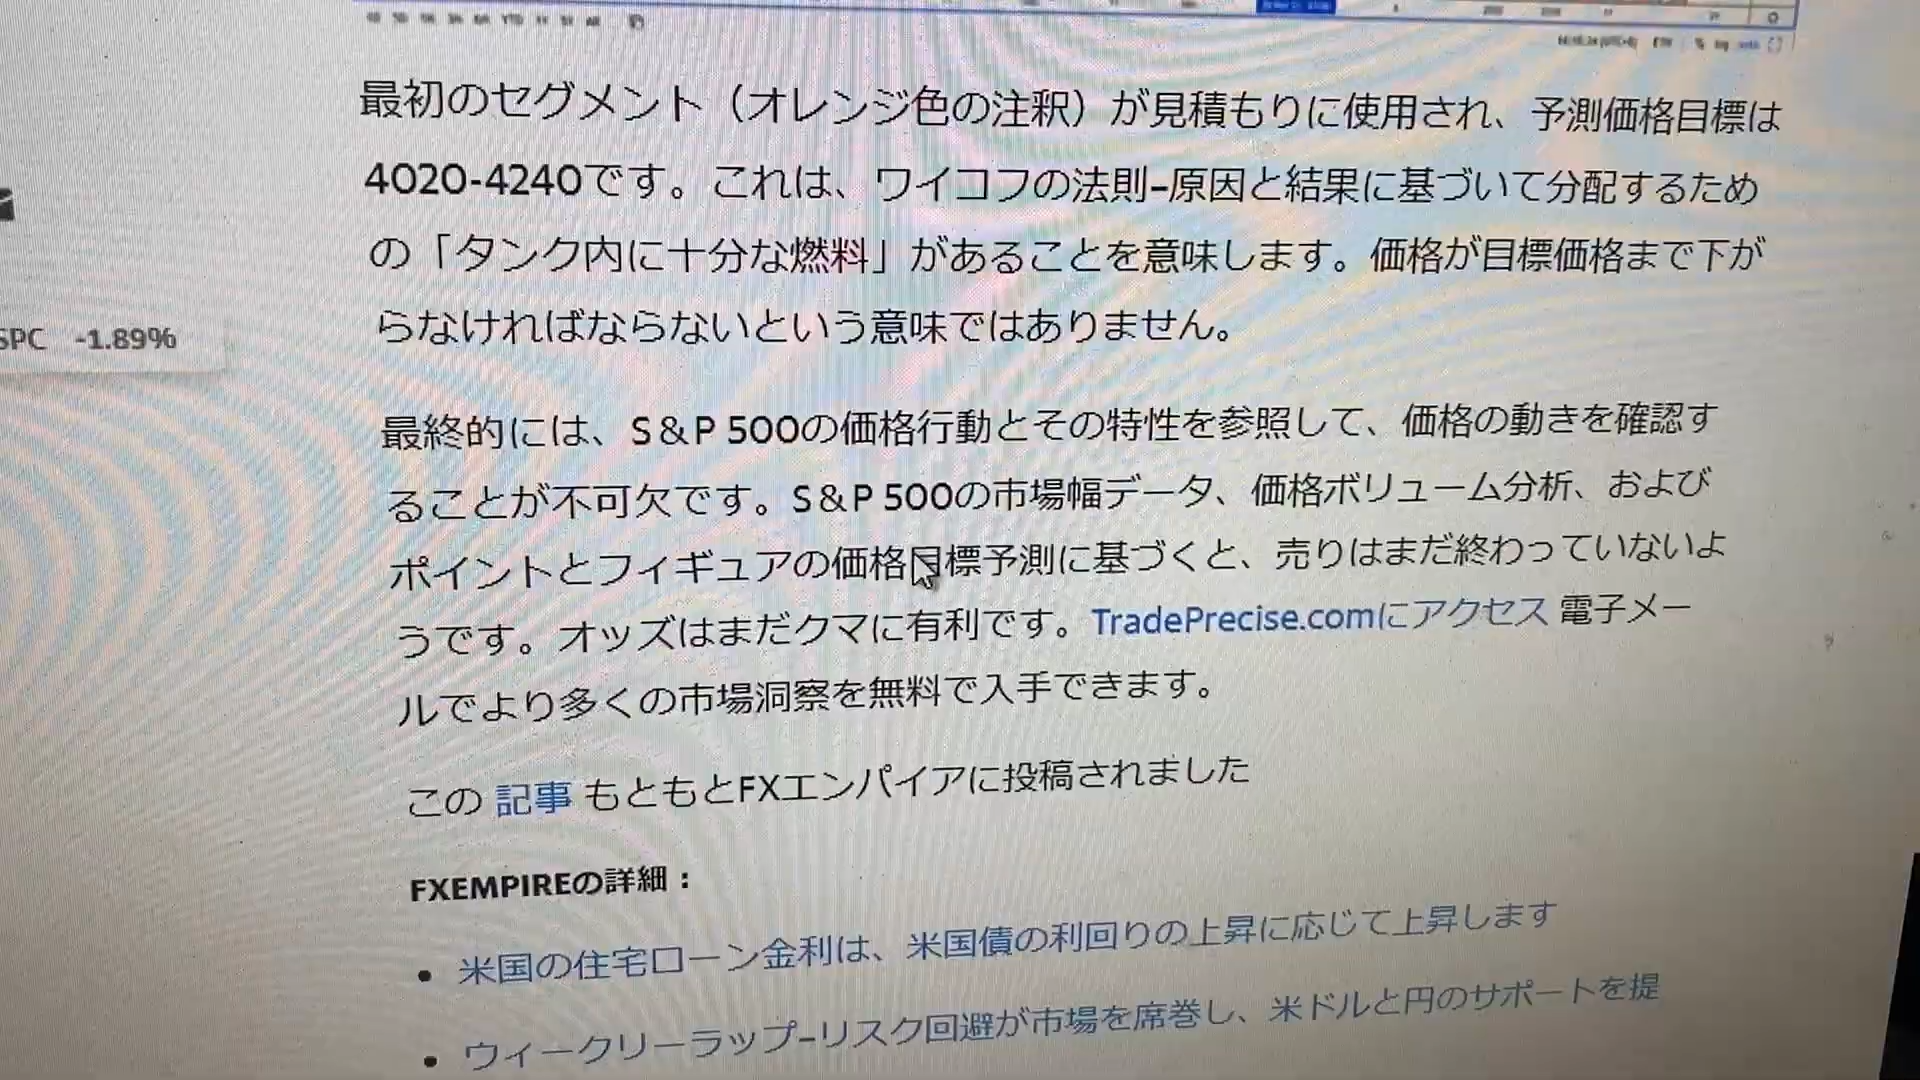 最初のセグメント（オレンジ色の注釈）が見積もりに使用され、予測価格目標は
4020-4240です。これは、ワイコフの法則–原因と結果に基づいて分配するため
の「タンク内に十分な燃料」があることを意味します。価格が目標価格まで下が
らなければならないという意味ではありません。
SPC -1.89%
最終的には、S＆P 500の価格行動とその特性を参照して、価格の動きを確認す
ることが不可欠です。S＆P 500の市場幅データ、価格ボリューム分析、および
ポイントとフィギュアの価格目標予測に基づくと、売りはまだ終わっていないよ
うです。オッズはまだクマに有利です。TradePrecise.comにアクセス 電子メー
ルでより多くの市場洞察を無料で入手できます。
この 記事 もともとFXエンパイアに投稿されました
FXEMPIREの詳細：
• 米国の住宅ローン金利は、米国債の利回りの上昇に応じて上昇します
• ウィークリーラップ–リスク回避が市場を席巻し、米ドルと円のサポートを提